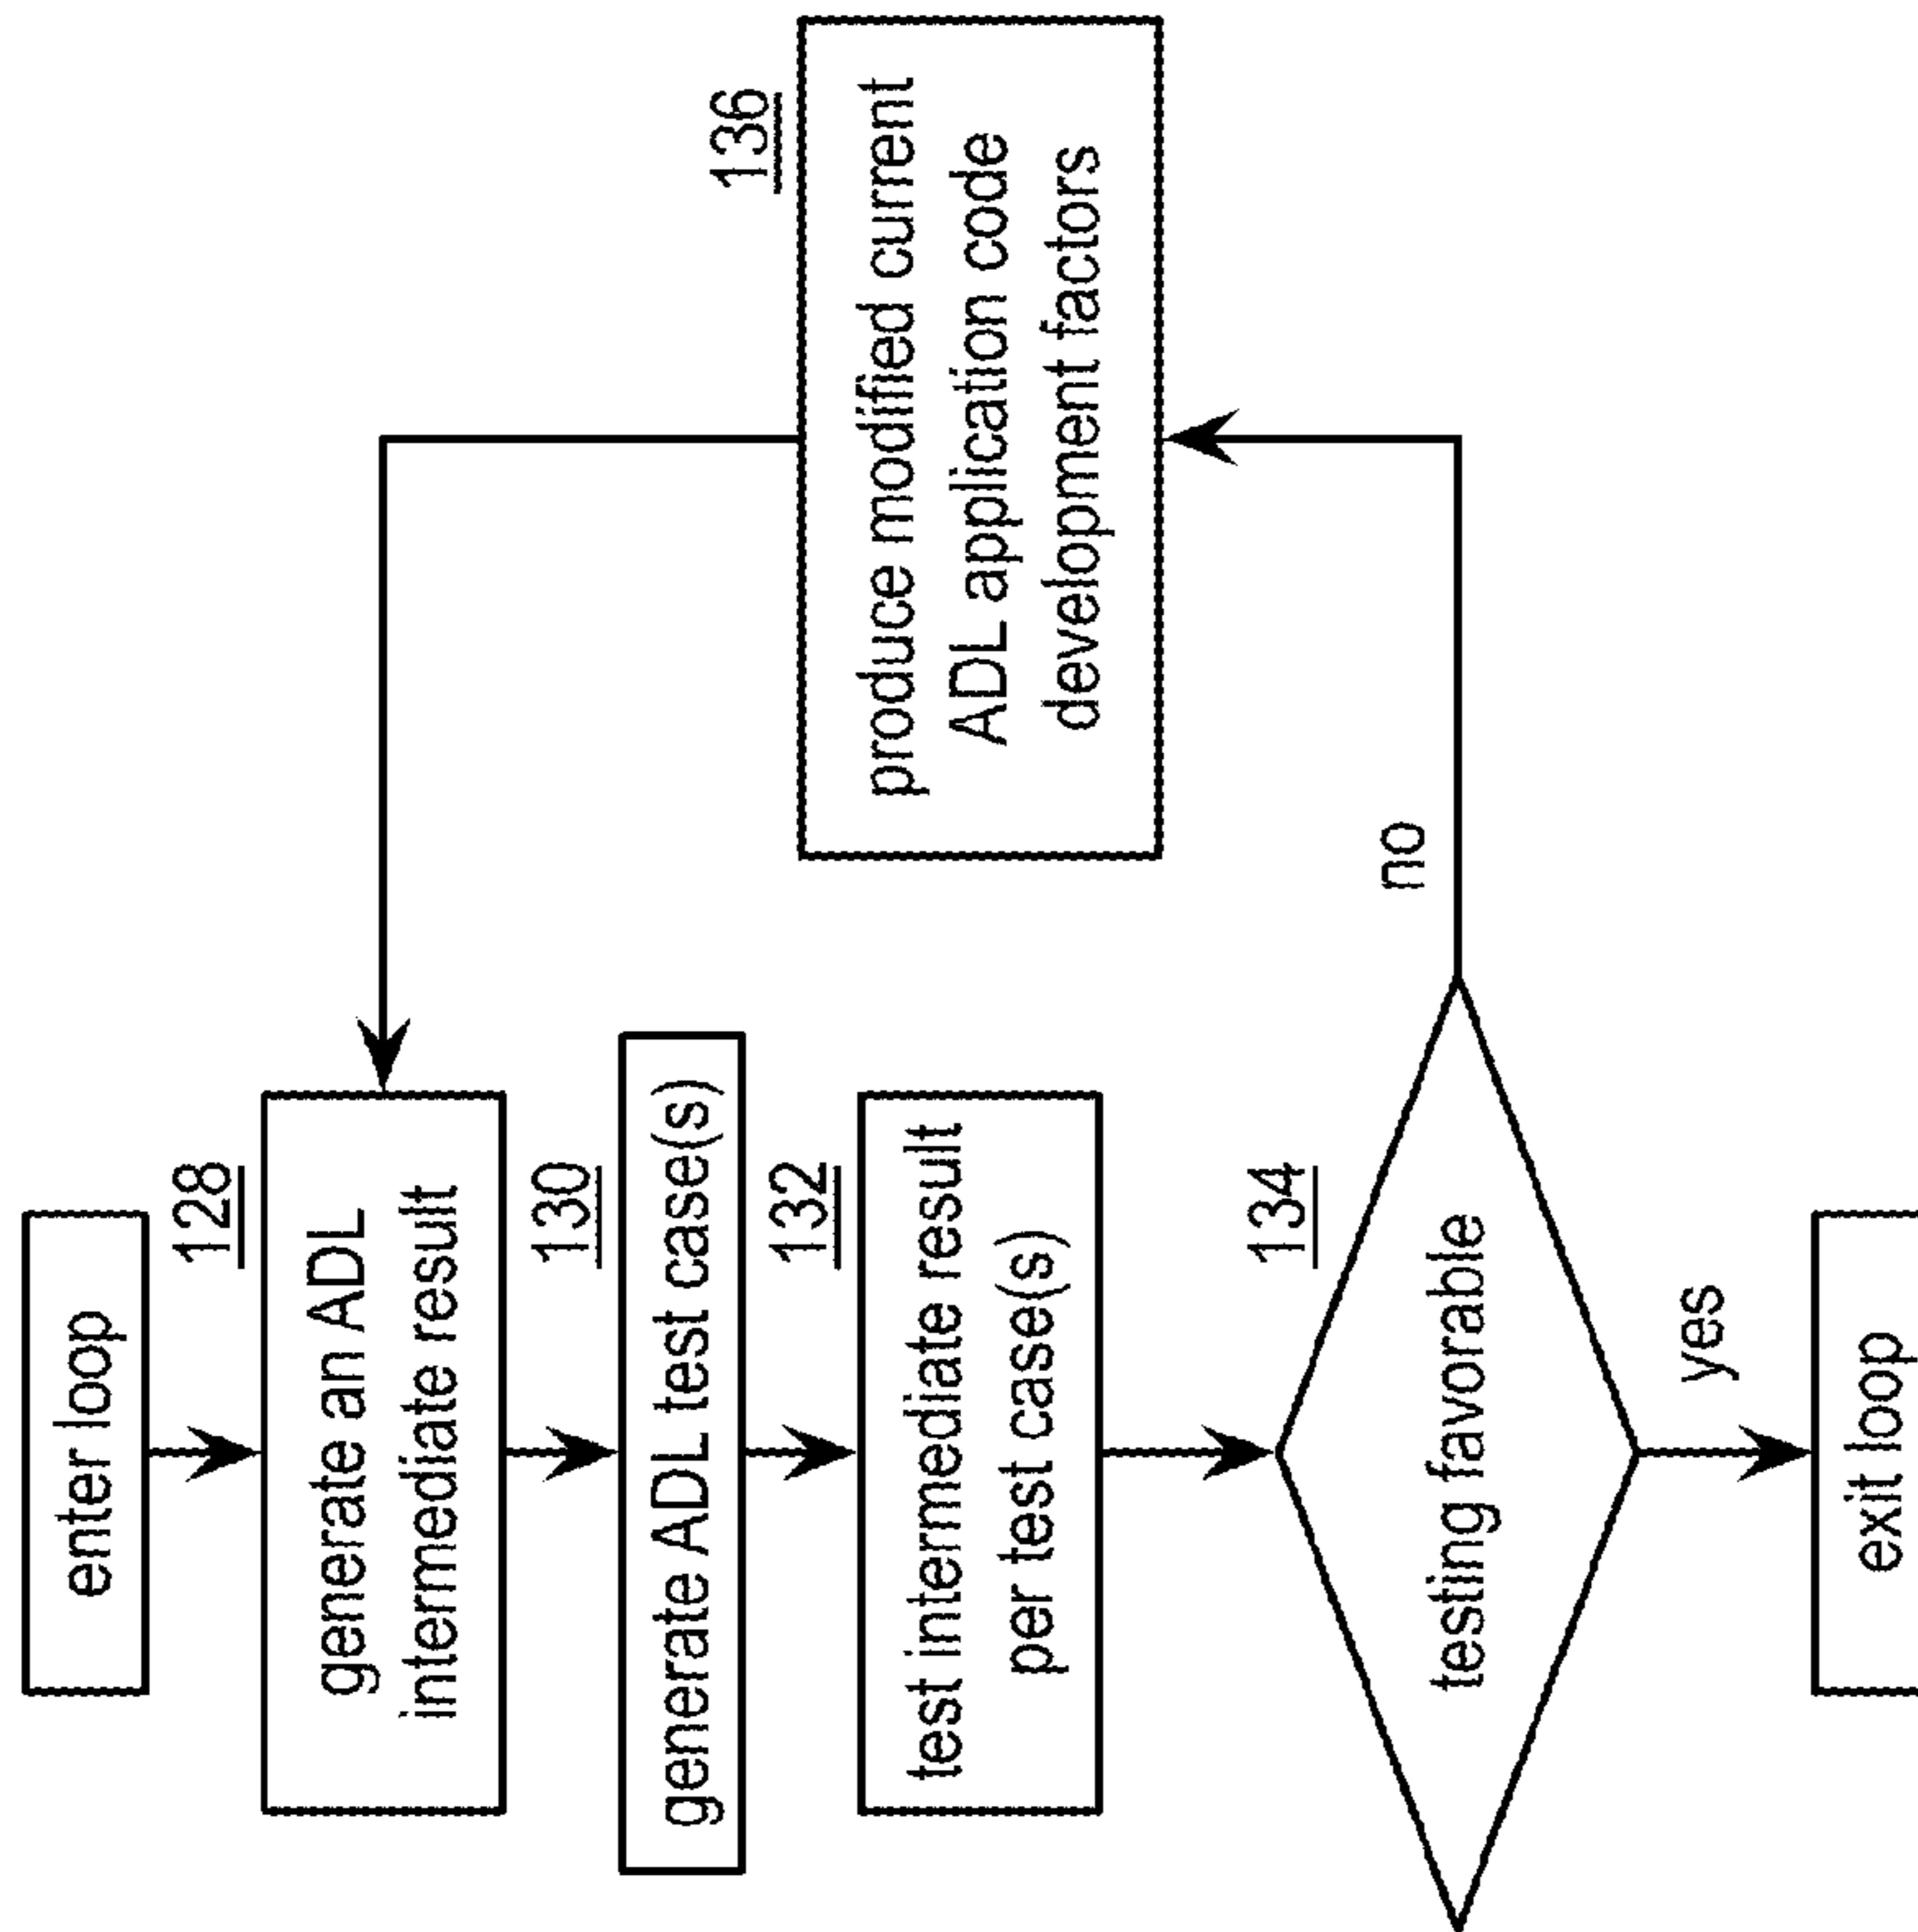 enter loop
128
generate an ADL
intermediate result
130
generate ADL test case(s)
132
test intermediate result
per test case(s)
134
testing favorable
no
yes
exit loop
136
produce modified current
ADL application code
development factors